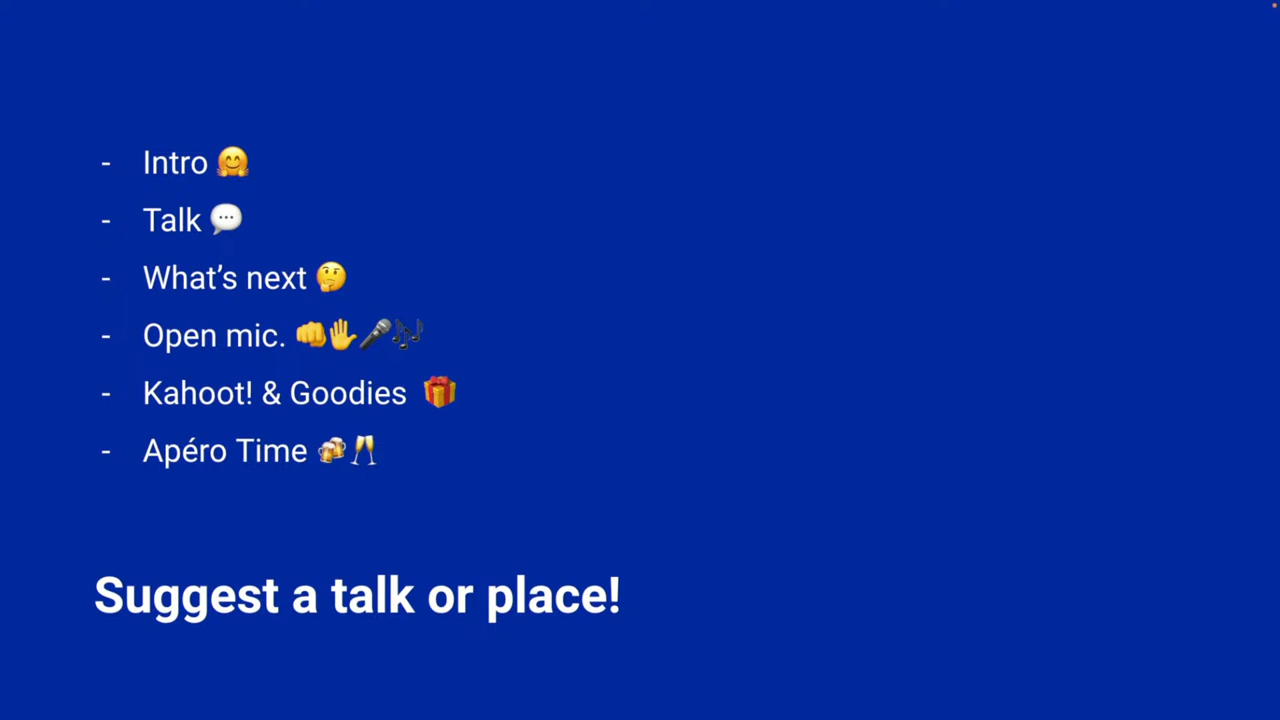 - Intro 🤗
- Talk 💬
- What’s next 🤔
- Open mic. 👊✋🎤🎶
- Kahoot! & Goodies 🎁
- Apéro Time 🍻🥂
Suggest a talk or place!